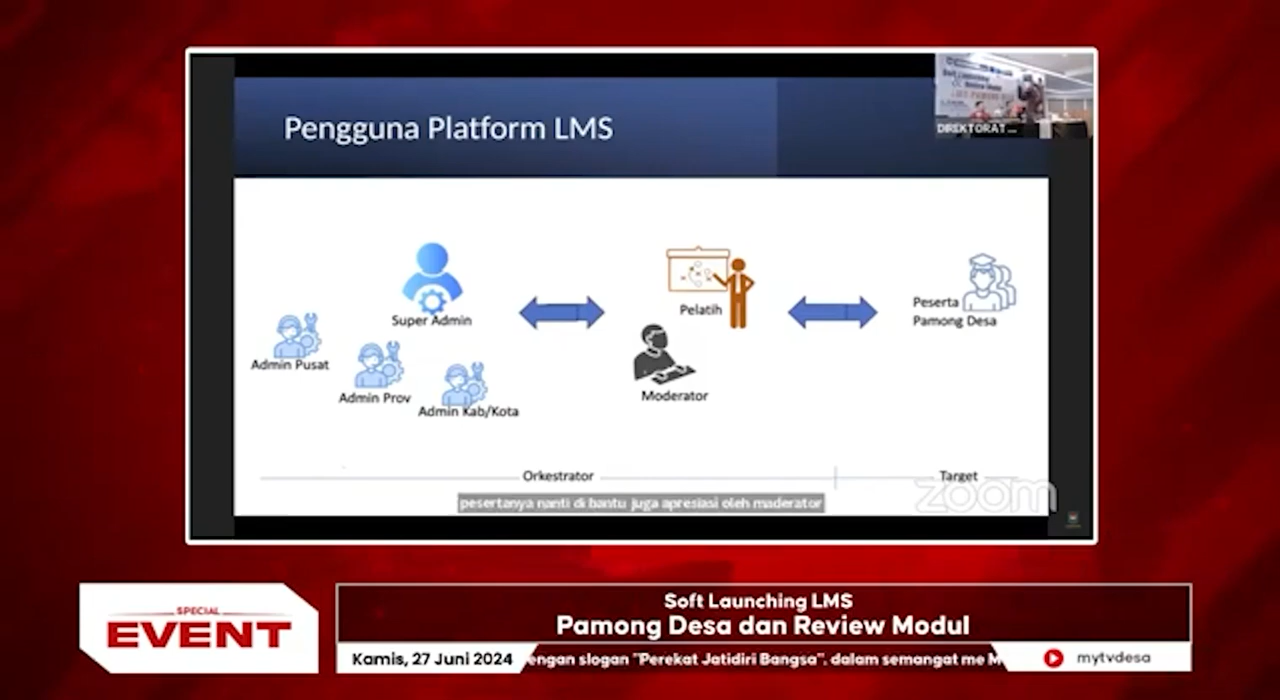 Pengguna Platform LMS
Soft Launching
DIREKTORAT ...
Super Admin
Admin Pusat
Admin Prov
Admin Kab/Kota
Pelatih
Moderator
Peserta
Pamong Desa
Orkestrator
Target
pesertanya nanti di bantu juga apresiasi oleh maderator
zoom
SPECIAL
EVENT
Soft Launching LMS
Pamong Desa dan Review Modul
Kamis, 27 Juni 2024
engan slogan "Perekat Jatidiri Bangsa". dalam semangat me M
mytvdesa